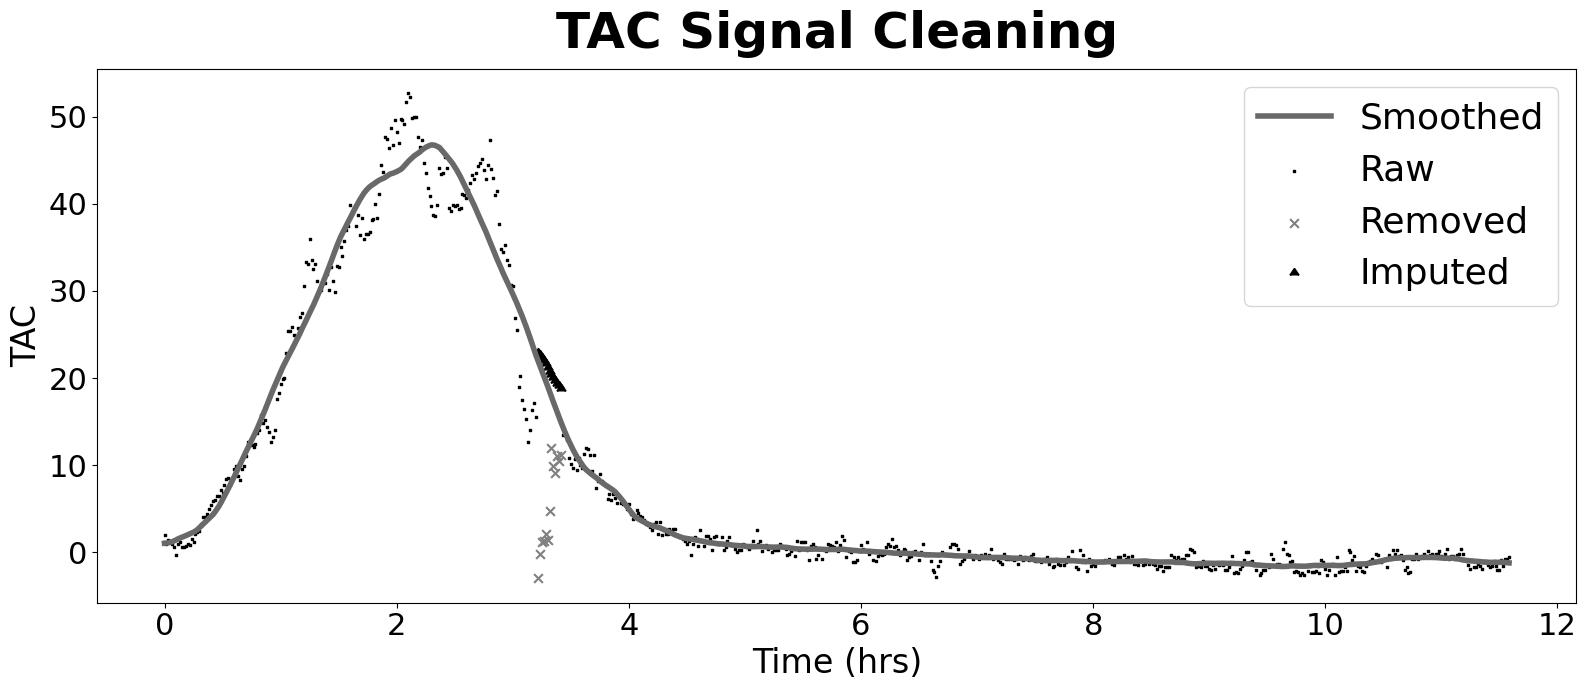 TAC Signal Cleaning
50
40
30
20
10
0
TAC
Smoothed
Raw
Removed
Imputed
0 2 4 6 8 10 12
Time (hrs)